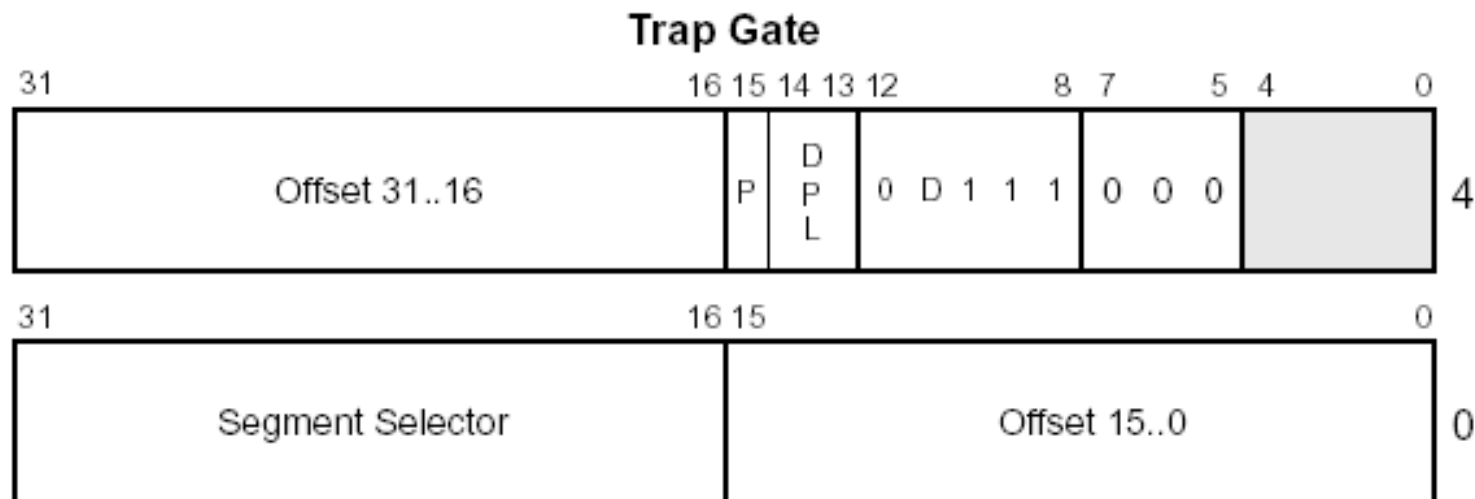 Trap Gate
31 16 15 14 13 12 8 7 5 4 0
Offset 31..16 P D P L 0 D 1 1 1 0 0 0 4
31 16 15 0
Segment Selector Offset 15..0 0